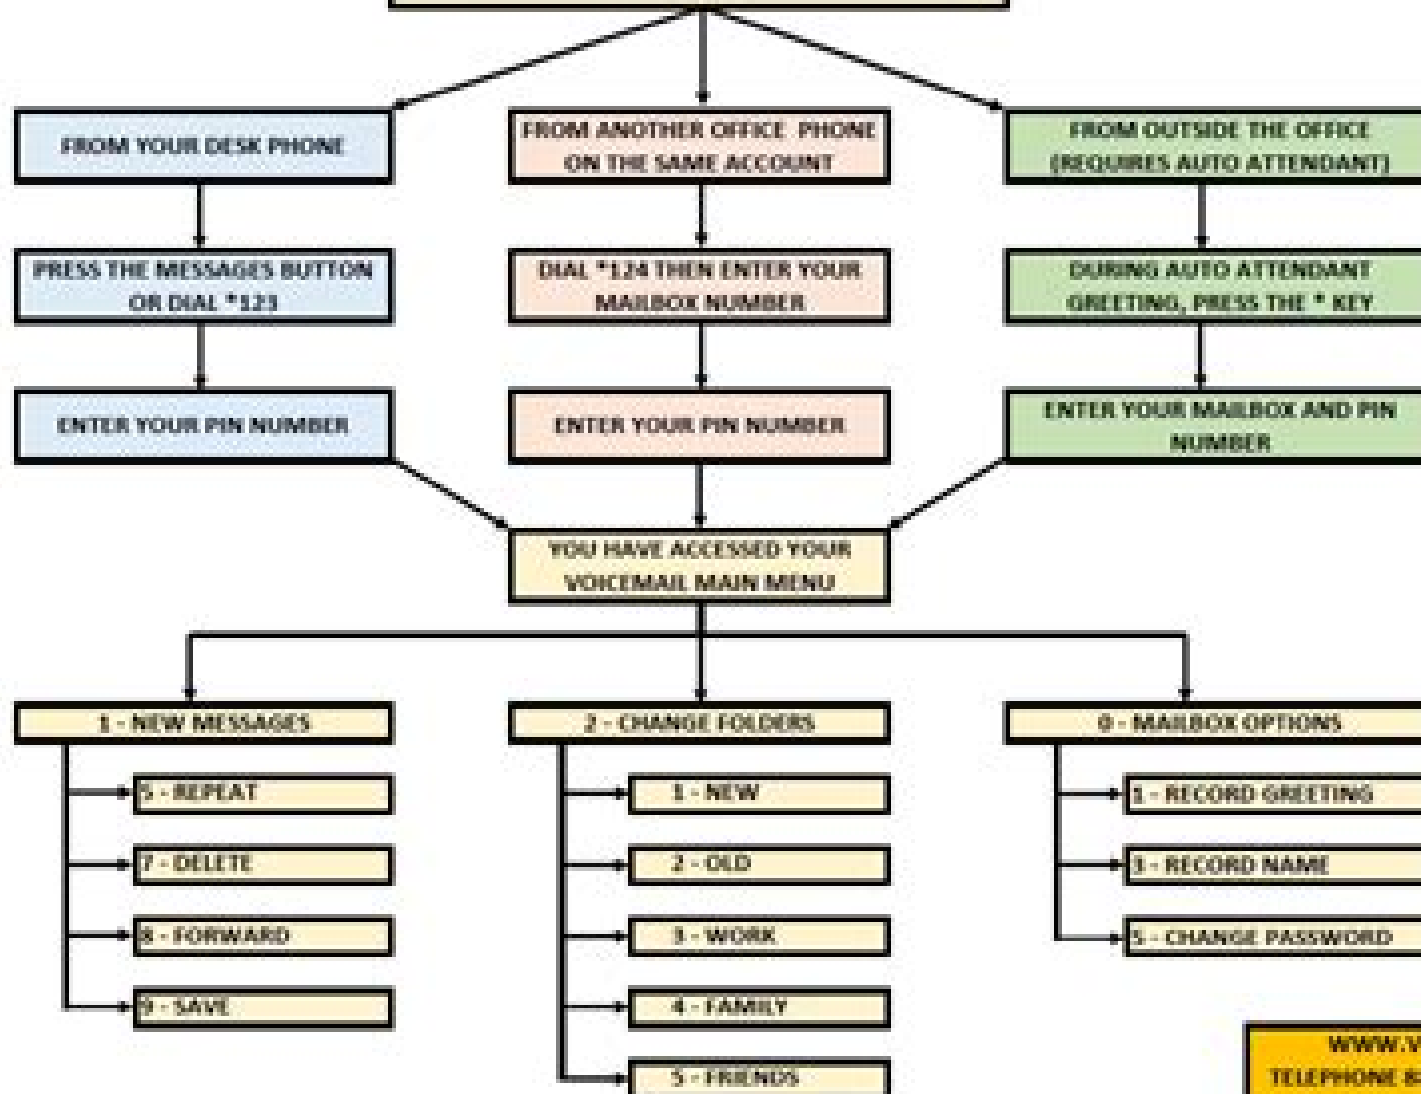 FROM YOUR DESK PHONE
FROM ANOTHER OFFICE PHONE
ON THE SAME ACCOUNT
FROM OUTSIDE THE OFFICE
(REQUIRES AUTO ATTENDANT)
PRESS THE MESSAGES BUTTON
OR DIAL *123
DIAL *124 THEN ENTER YOUR
MAILBOX NUMBER
DURING AUTO ATTENDANT
GREETING, PRESS THE * KEY
ENTER YOUR PIN NUMBER
ENTER YOUR PIN NUMBER
ENTER YOUR MAILBOX AND PIN
NUMBER
YOU HAVE ACCESSED YOUR
VOICEMAIL MAIN MENU
1 - NEW MESSAGES
5 - REPEAT
7 - DELETE
8 - FORWARD
9 - SAVE
2 - CHANGE FOLDERS
1 - NEW
2 - OLD
3 - WORK
4 - FAMILY
5 - FRIENDS
0 - MAILBOX OPTIONS
1 - RECORD GREETING
3 - RECORD NAME
5 - CHANGE PASSWORD
WWW.V
TELEPHONE